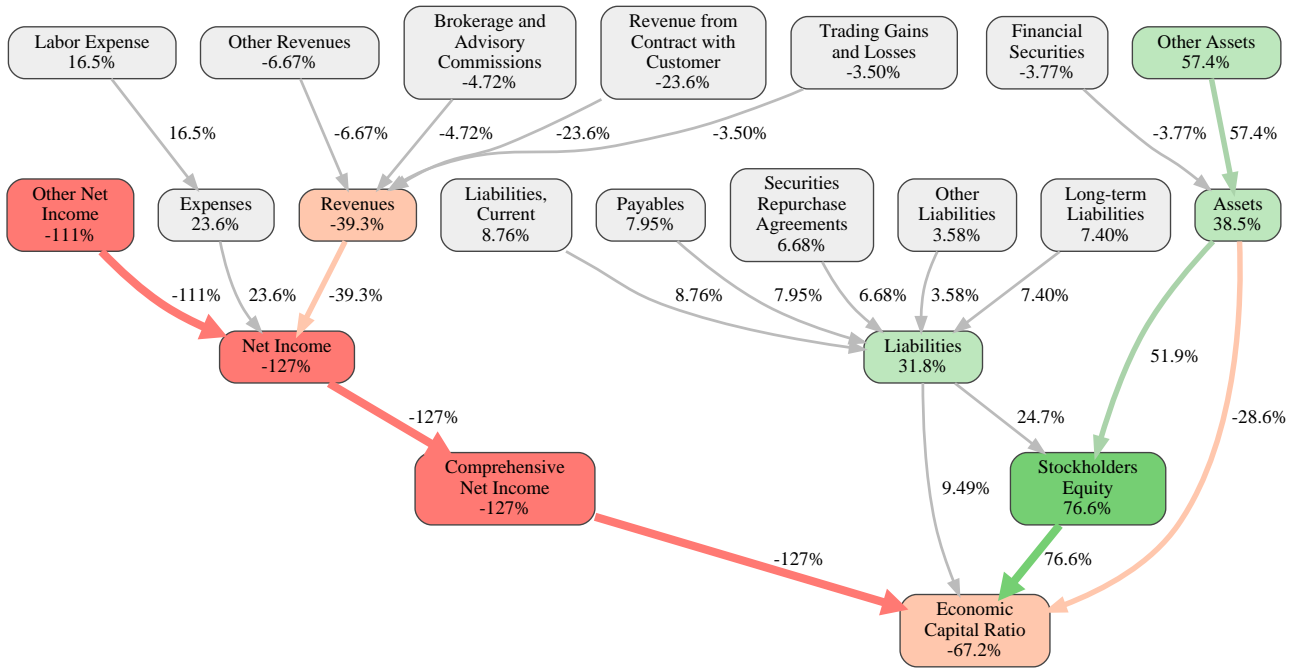 Labor Expense
16.5%
Other Revenues
-6.67%
Brokerage and
Advisory
Commissions
-4.72%
Revenue from
Contract with
Customer
-23.6%
Trading Gains
and Losses
-3.50%
Financial
Securities
-3.77%
Other Assets
57.4%
16.5%
-6.67%
-4.72%
-23.6%
-3.50%
-3.77%
57.4%
Other Net
Income
-111%
Expenses
23.6%
Revenues
-39.3%
Liabilities,
Current
8.76%
Payables
7.95%
Securities
Repurchase
Agreements
6.68%
Other
Liabilities
3.58%
Long-term
Liabilities
7.40%
Assets
38.5%
-111%
23.6%
-39.3%
8.76%
7.95%
6.68%
3.58%
7.40%
Net Income
-127%
Liabilities
31.8%
51.9%
-127%
24.7%
-28.6%
Comprehensive
Net Income
-127%
9.49%
Stockholders
Equity
76.6%
-127%
76.6%
Economic
Capital Ratio
-67.2%